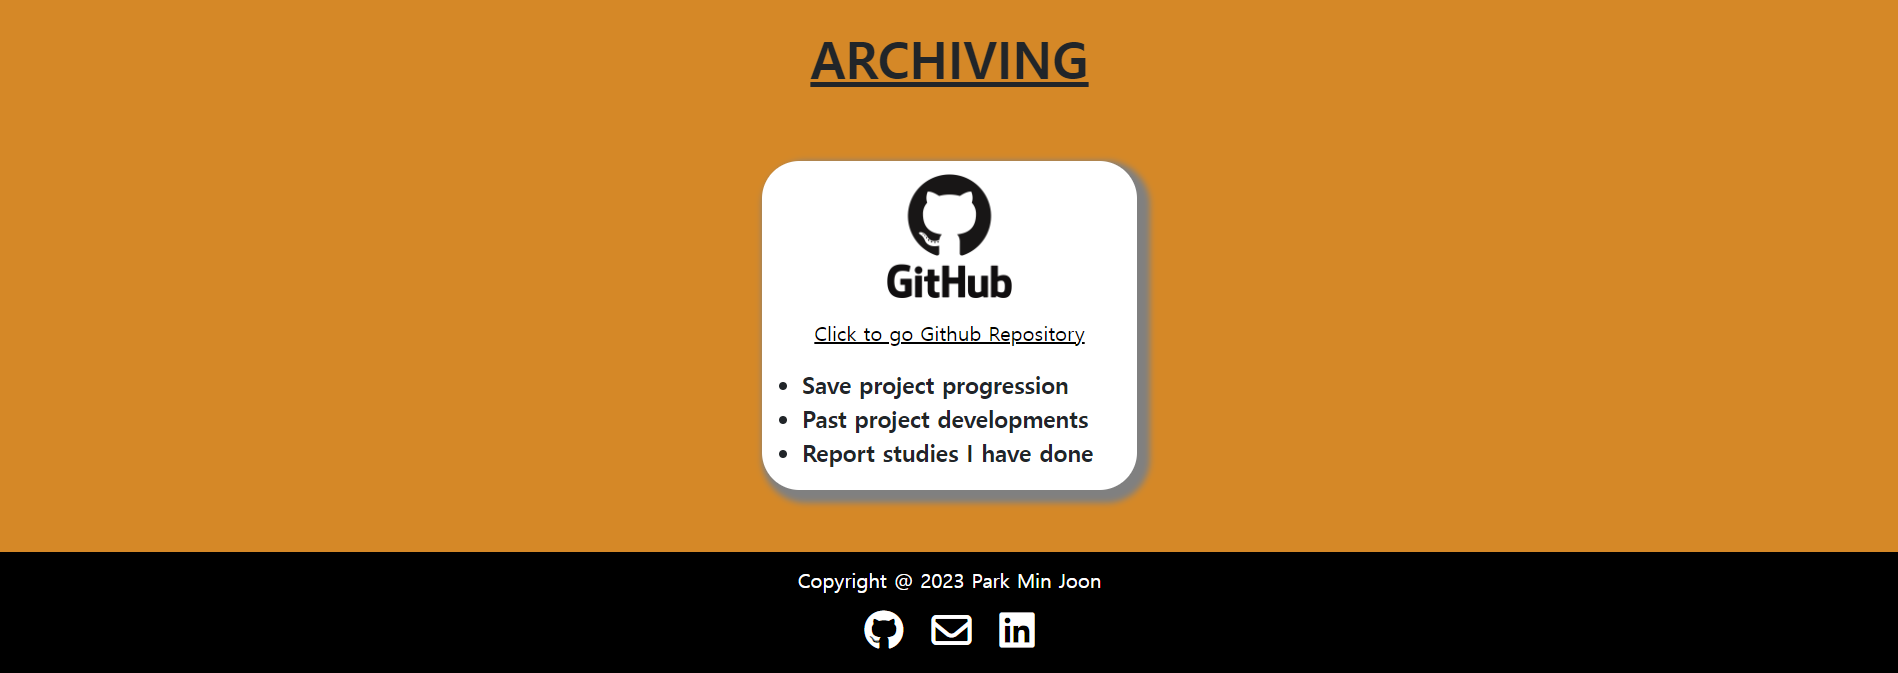 ARCHIVING
GitHub
Click to go Github Repository
Save project progression
Past project developments
Report studies I have done
Copyright @ 2023 Park Min Joon
in